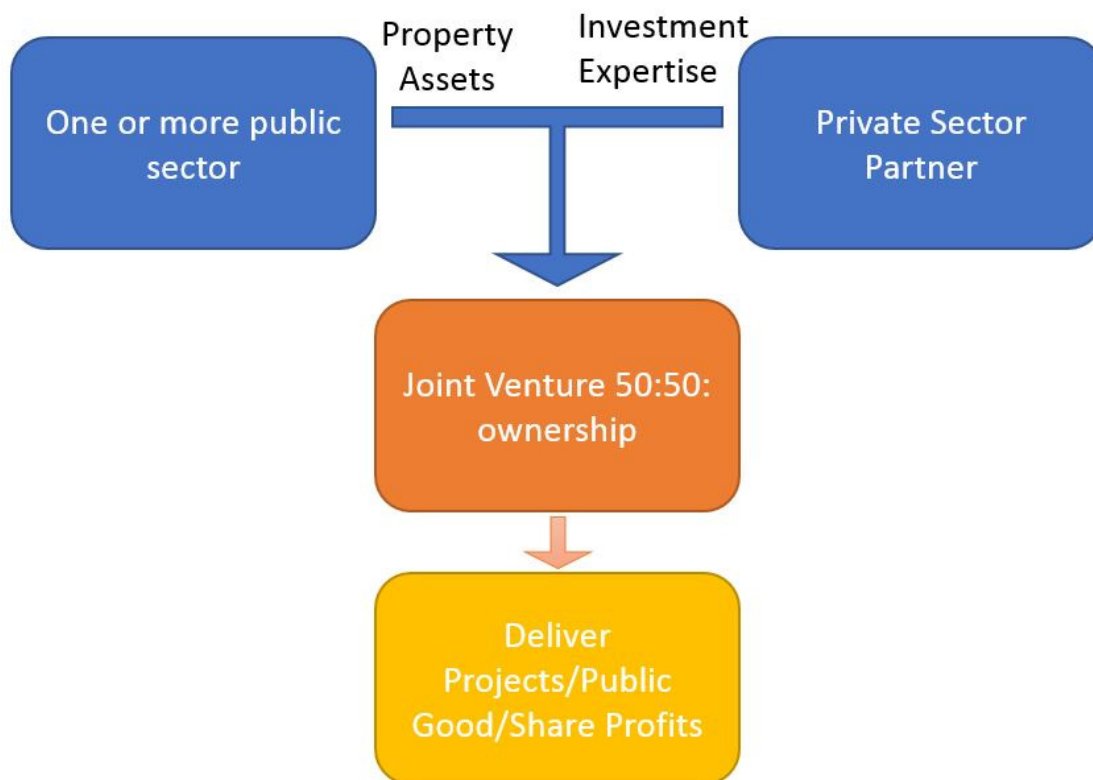 Property
Assets
Investment
Expertise
One or more public
sector
Private Sector
Partner
Joint Venture 50:50:
ownership
Deliver
Projects/Public
Good/Share Profits